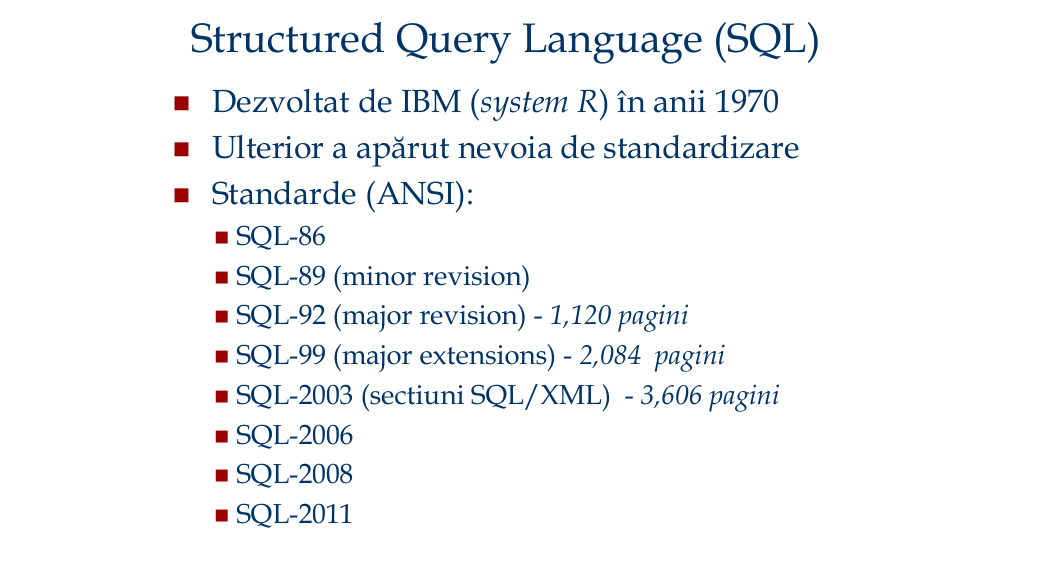 Structured Query Language (SQL)
Dezvoltat de IBM (system R) în anii 1970
Ulterior a apărut nevoia de standardizare
Standarde (ANSI):
SQL-86
SQL-89 (minor revision)
SQL-92 (major revision) - 1,120 pagini
SQL-99 (major extensions) - 2,084 pagini
SQL-2003 (sectiuni SQL/XML) - 3,606 pagini
SQL-2006
SQL-2008
SQL-2011